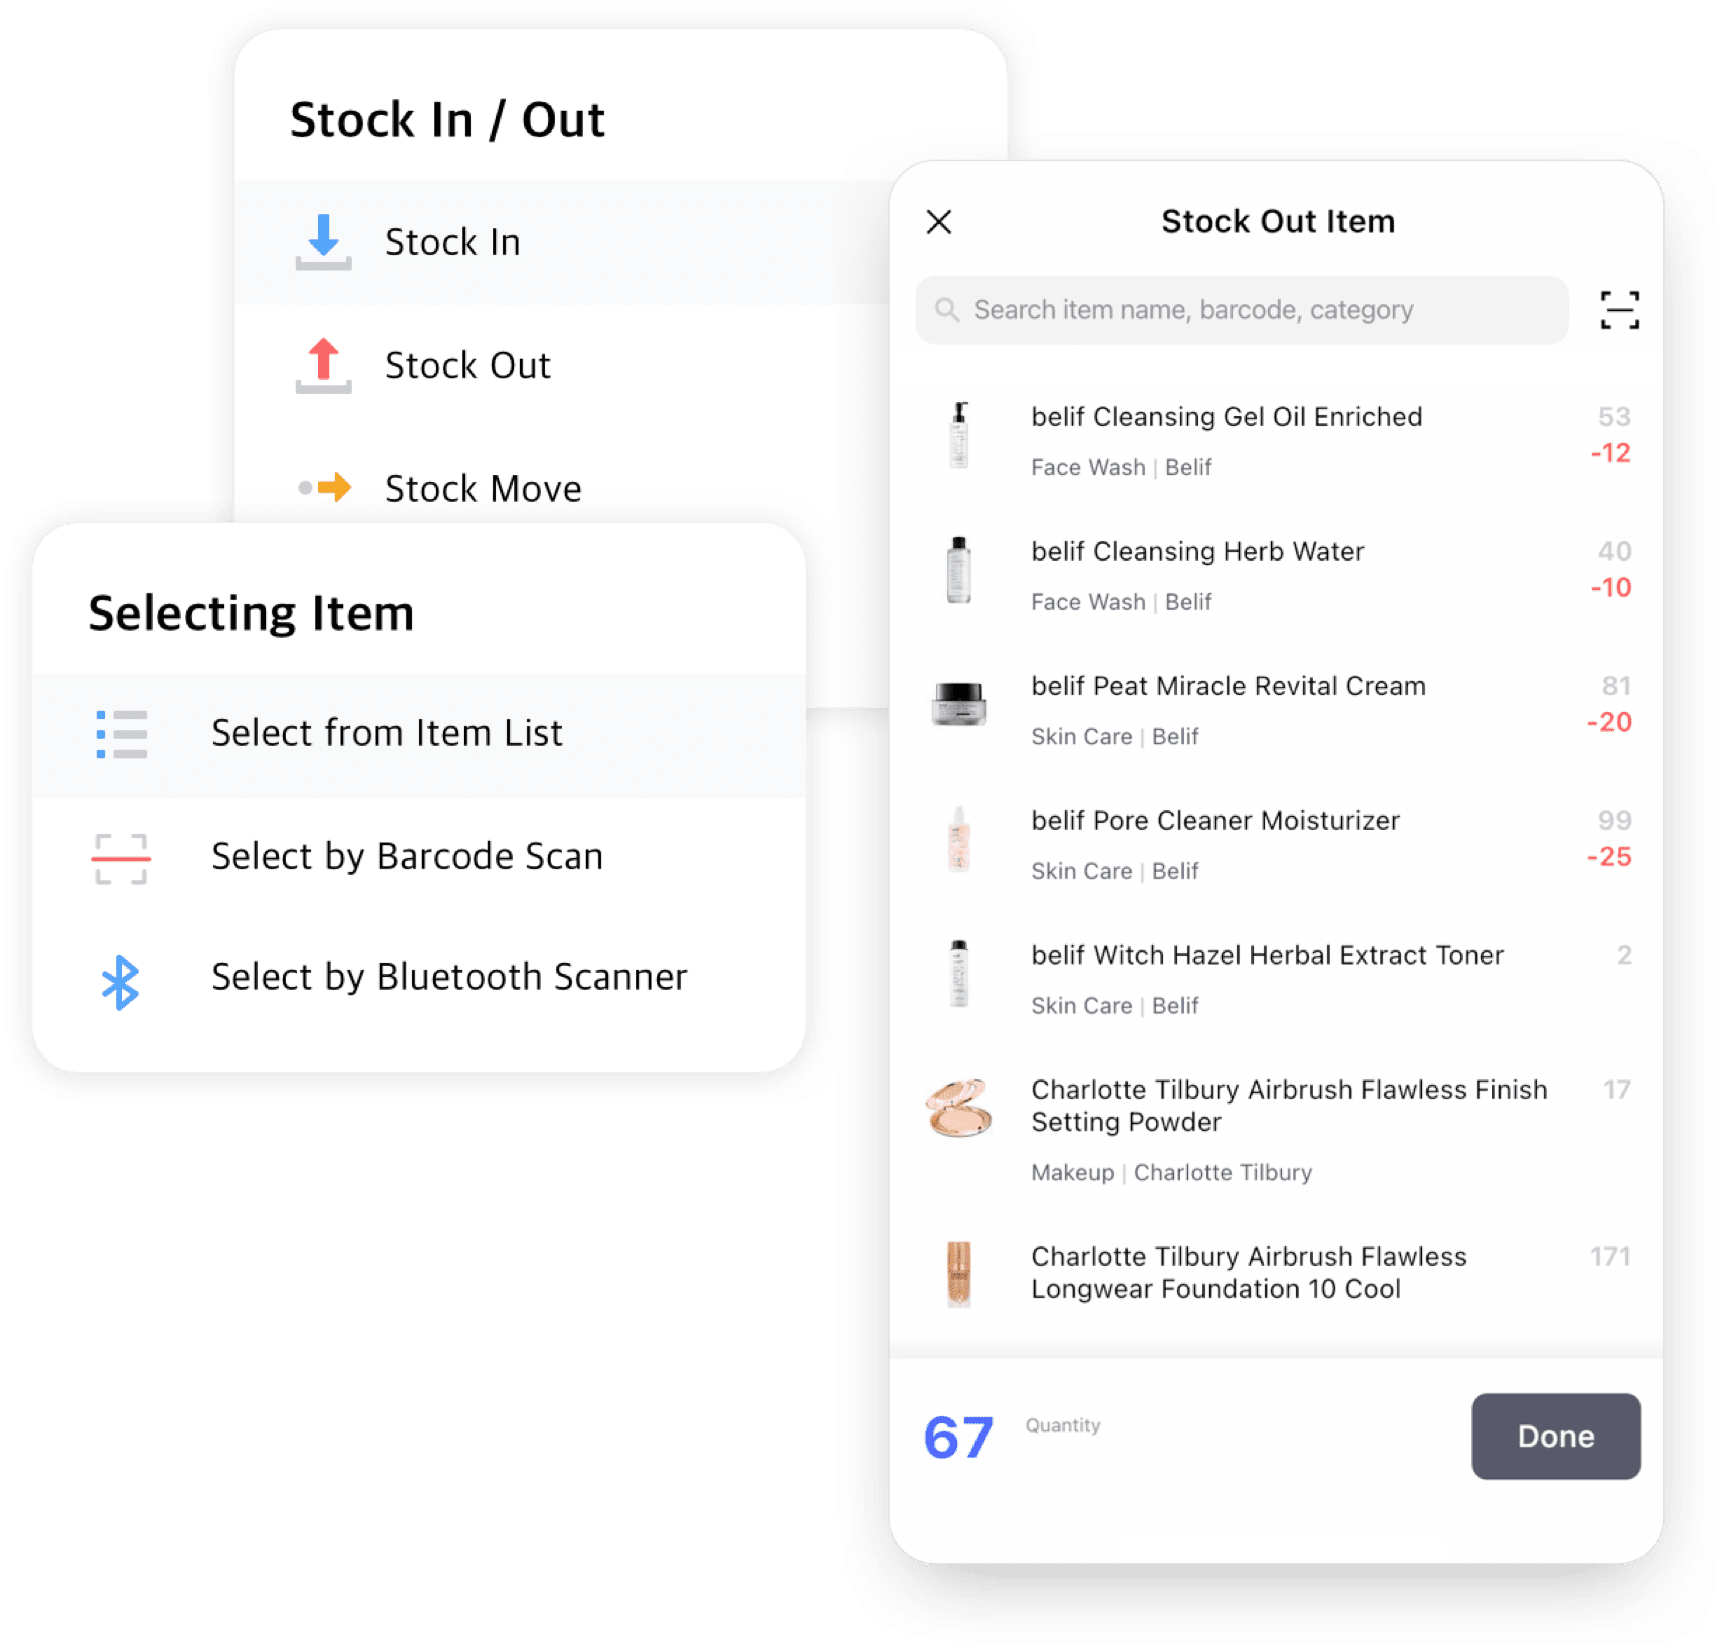 Stock In / Out
Stock In
Stock Out
Stock Move
Selecting Item
Select from Item List
Select by Barcode Scan
Select by Bluetooth Scanner
Stock Out Item
Search item name, barcode, category
belif Cleansing Gel Oil Enriched 53
-12
Face Wash | Belif
belif Cleansing Herb Water 40
-10
Face Wash | Belif
belif Peat Miracle Revital Cream 81
-20
Skin Care | Belif
belif Pore Cleaner Moisturizer 99
-25
Skin Care | Belif
belif Witch Hazel Herbal Extract Toner 2
Skin Care | Belif
Charlotte Tilbury Airbrush Flawless Finish 17
Setting Powder
Makeup | Charlotte Tilbury
Charlotte Tilbury Airbrush Flawless 171
Longwear Foundation 10 Cool
67 Quantity
Done